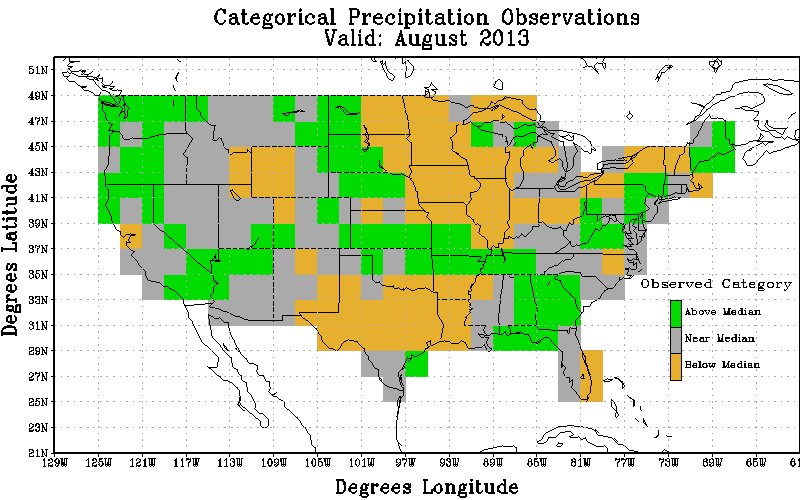 Categorical Precipitation Observations
Valid: August 2013
51N
49N
47N
45N
43N
41N
39N
37N
35N
33N
31N
29N
27N
25N
23N
21N
Degrees Latitude
Observed Category
Above Median
Near Median
Below Median
129W 125W 121W 117W 113W 109W 105W 101W 97W 93W 89W 85W 81W 77W 73W 69W 65W 61
Degrees Longitude